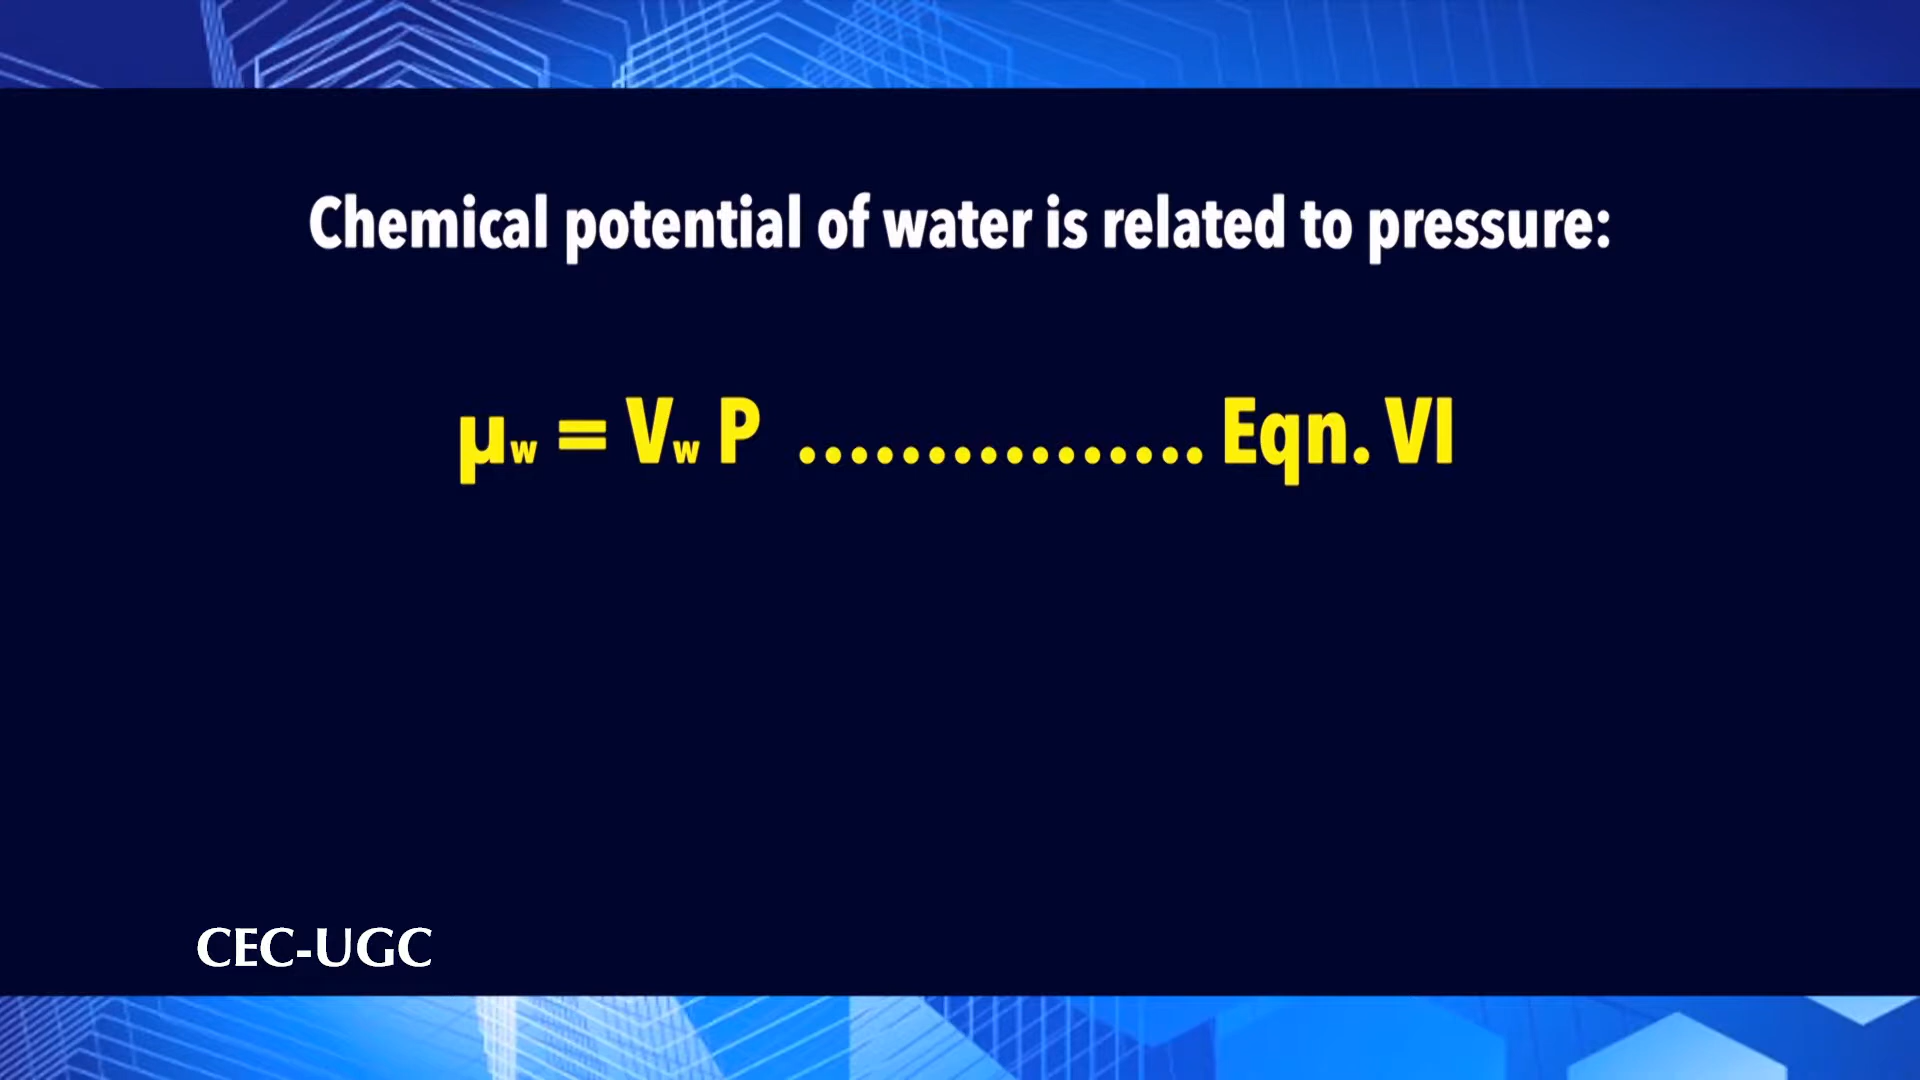 Chemical potential of water is related to pressure:
μw = Vw P ................ Eqn. VI
CEC-UGC